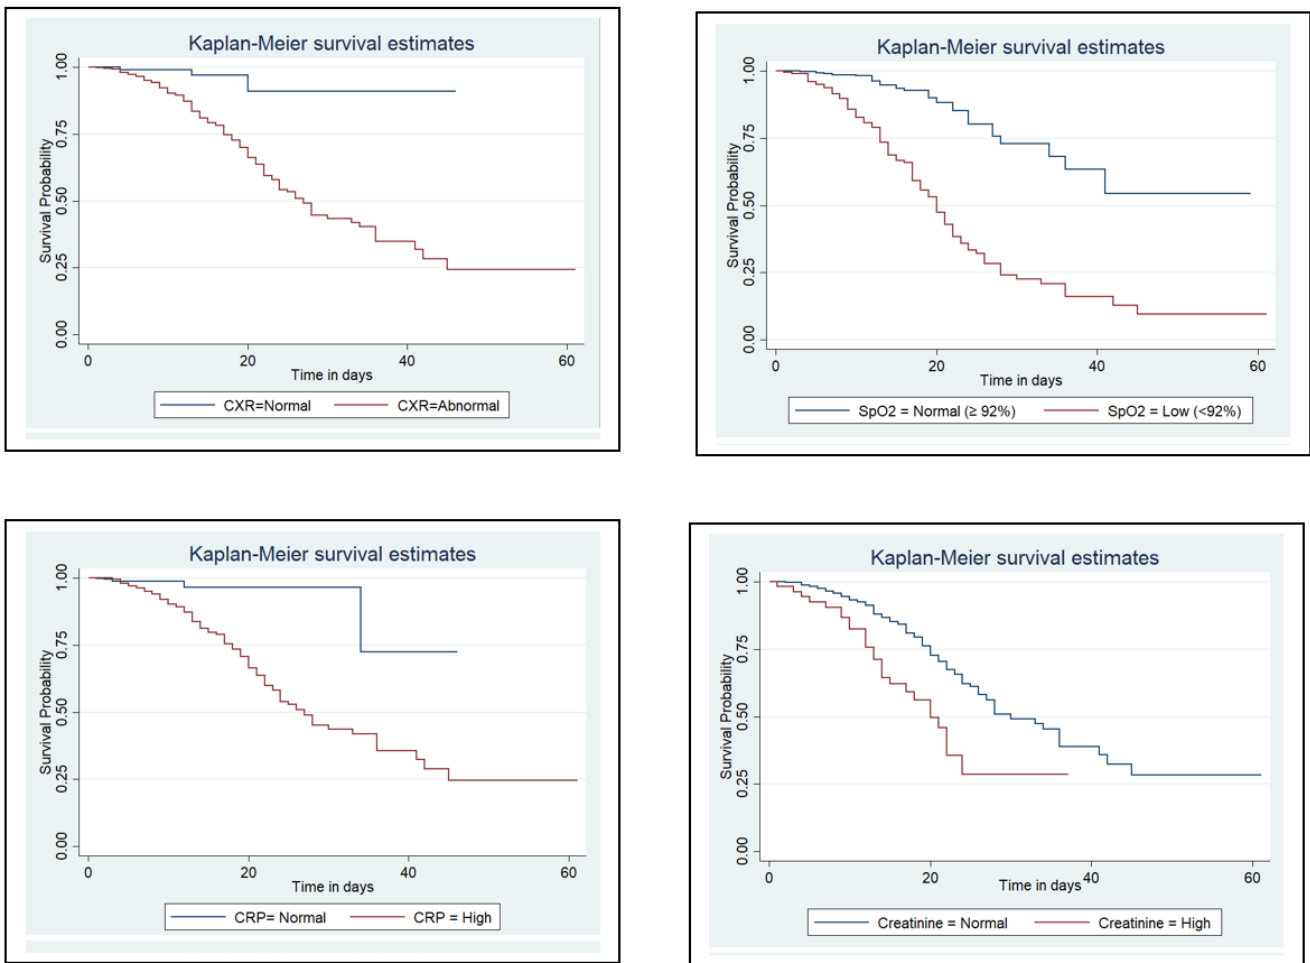 Kaplan-Meier survival estimates
Survival Probability
1.00
0.75
0.50
0.25
0.00
0 20 40 60
Time in days
CXR=Normal CXR=Abnormal
Kaplan-Meier survival estimates
Survival Probability
1.00
0.75
0.50
0.25
0.00
0 20 40 60
Time in days
SpO2 = Normal (≥ 92%) SpO2 = Low (<92%)
Kaplan-Meier survival estimates
Survival Probability
1.00
0.75
0.50
0.25
0.00
0 20 40 60
Time in days
CRP= Normal CRP = High
Kaplan-Meier survival estimates
Survival Probability
1.00
0.75
0.50
0.25
0.00
0 20 40 60
Time in days
Creatinine = Normal Creatinine = High